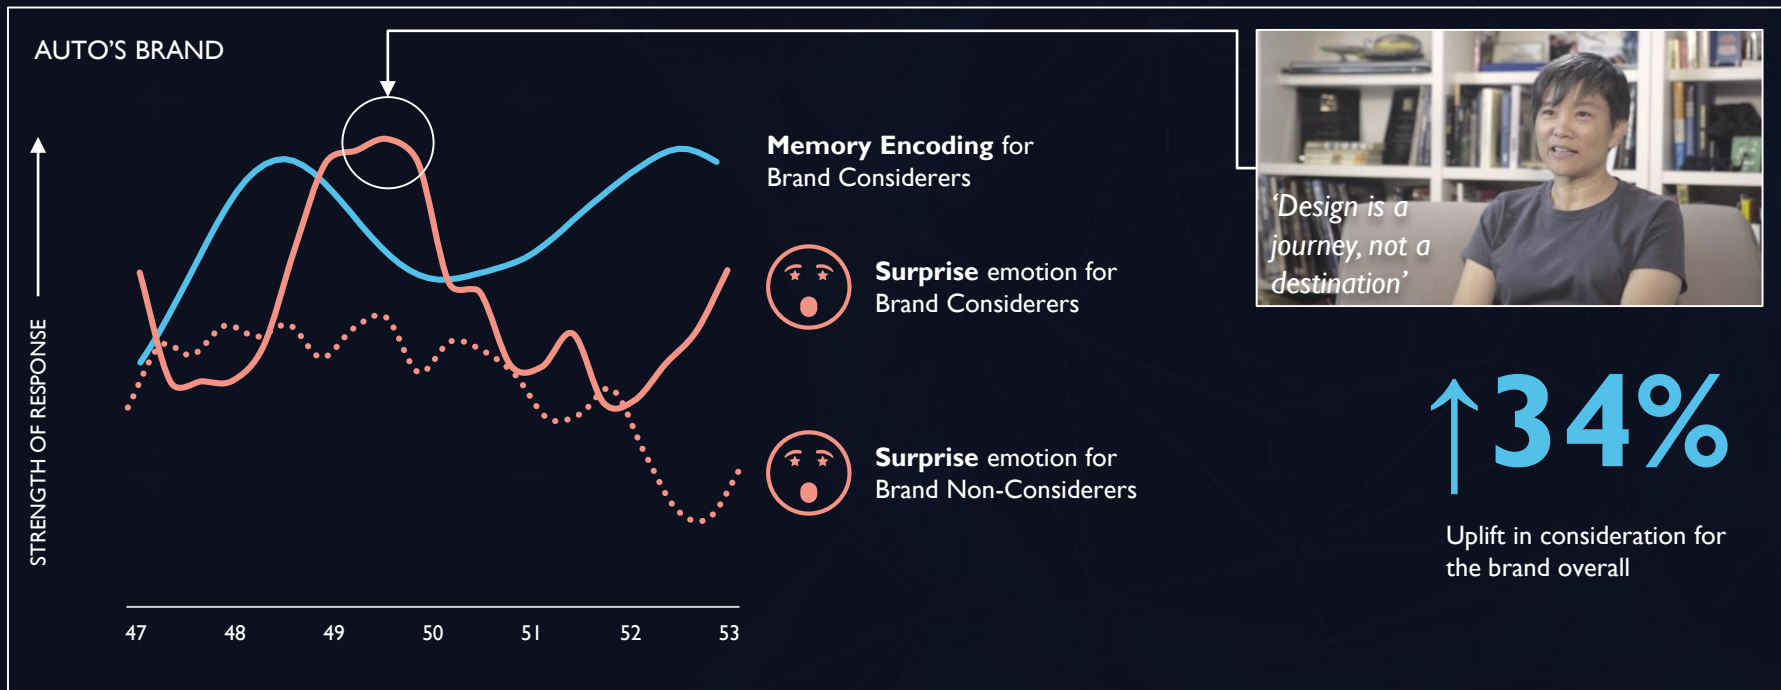 AUTO'S BRAND
STRENGTH OF RESPONSE
47 48 49 50 51 52 53
Memory Encoding for
Brand Considerers
Surprise emotion for
Brand Considerers
Surprise emotion for
Brand Non-Considerers
‘Design is a
journey, not a
destination’
↑34%
Uplift in consideration for
the brand overall